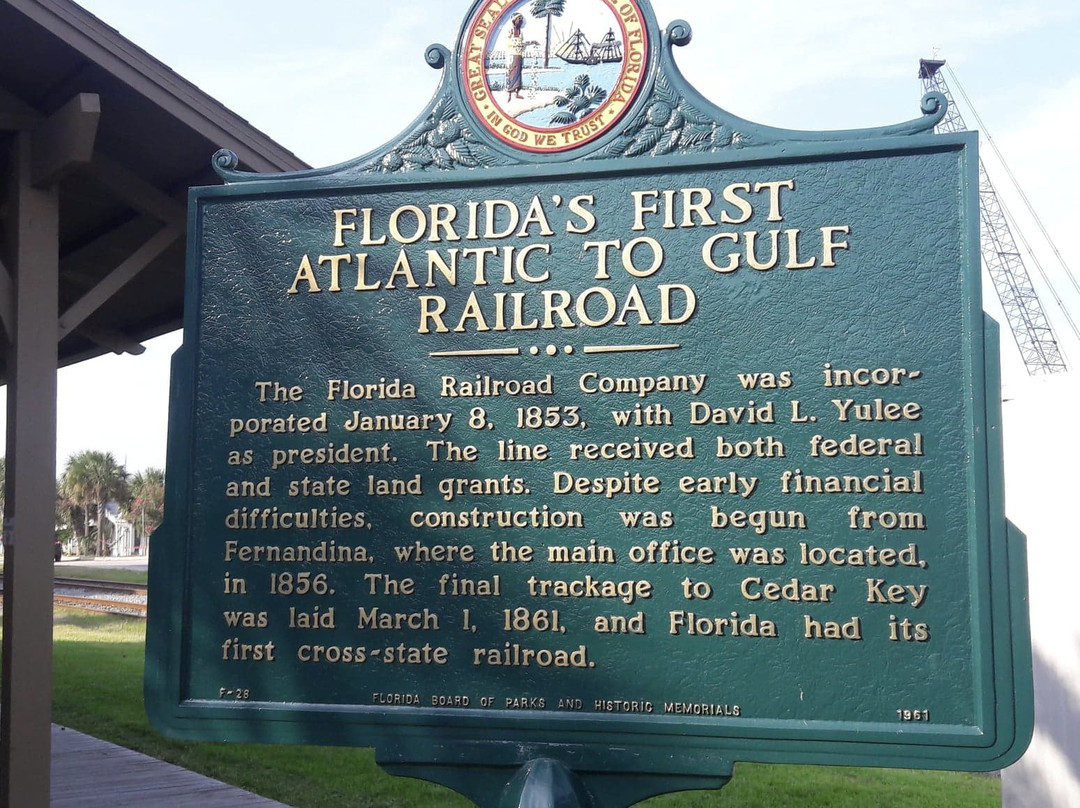 GREAT SEAL OF FLORIDA
IN GOD WE TRUST
FLORIDA'S FIRST
ATLANTIC TO GULF
RAILROAD
The Florida Railroad Company was incor-
porated January 8, 1853, with David L. Yulee
as president. The line received both federal
and state land grants. Despite early financial
difficulties, construction was begun from
Fernandina, where the main office was located,
in 1856. The final trackage to Cedar Key
was laid March 1, 1861, and Florida had its
first cross-state railroad.
F-28 FLORIDA BOARD OF PARKS AND HISTORIC MEMORIALS 1961